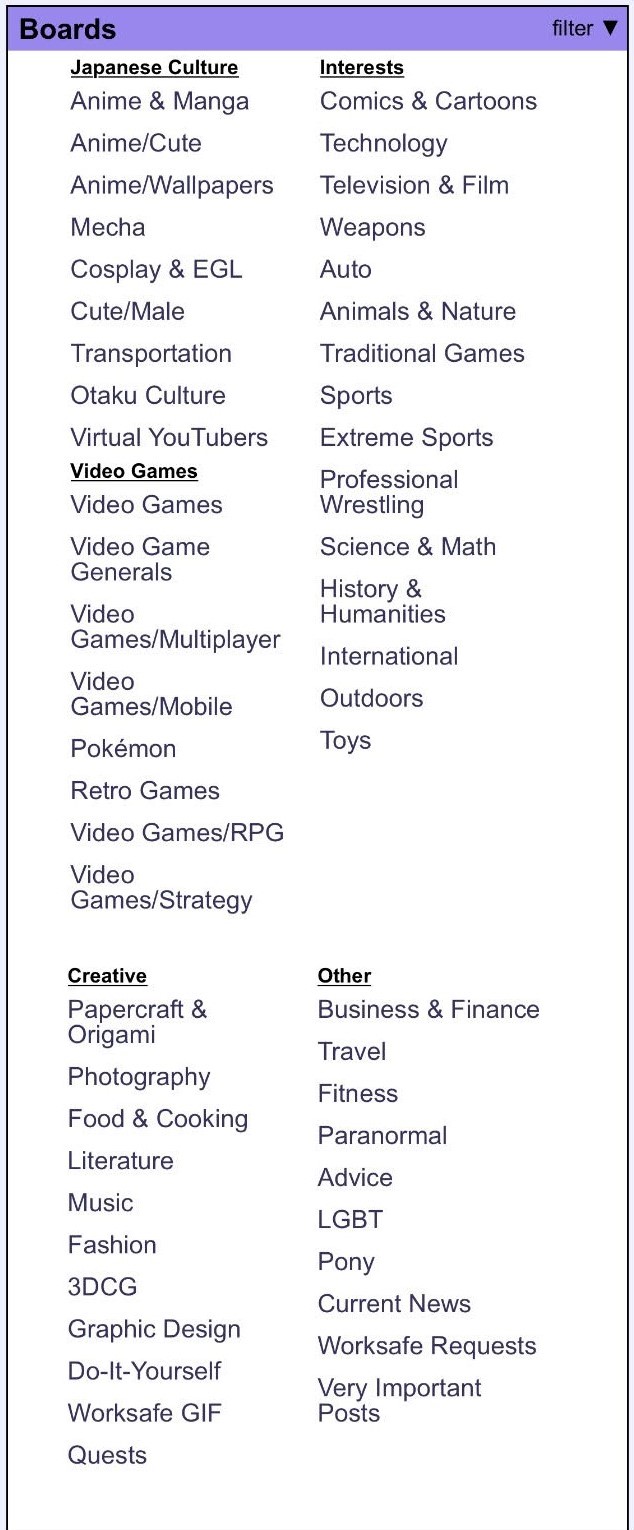 Boards
filter ▼
Japanese Culture
Anime & Manga
Anime/Cute
Anime/Wallpapers
Mecha
Cosplay & EGL
Cute/Male
Transportation
Otaku Culture
Virtual YouTubers
Video Games
Video Games
Video Game
Generals
Video
Games/Multiplayer
Video
Games/Mobile
Pokémon
Retro Games
Video Games/RPG
Video
Games/Strategy
Interests
Comics & Cartoons
Technology
Television & Film
Weapons
Auto
Animals & Nature
Traditional Games
Sports
Extreme Sports
Professional
Wrestling
Science & Math
History &
Humanities
International
Outdoors
Toys
Creative
Papercraft &
Origami
Photography
Food & Cooking
Literature
Music
Fashion
3DCG
Graphic Design
Do-It-Yourself
Worksafe GIF
Quests
Other
Business & Finance
Travel
Fitness
Paranormal
Advice
LGBT
Pony
Current News
Worksafe Requests
Very Important
Posts